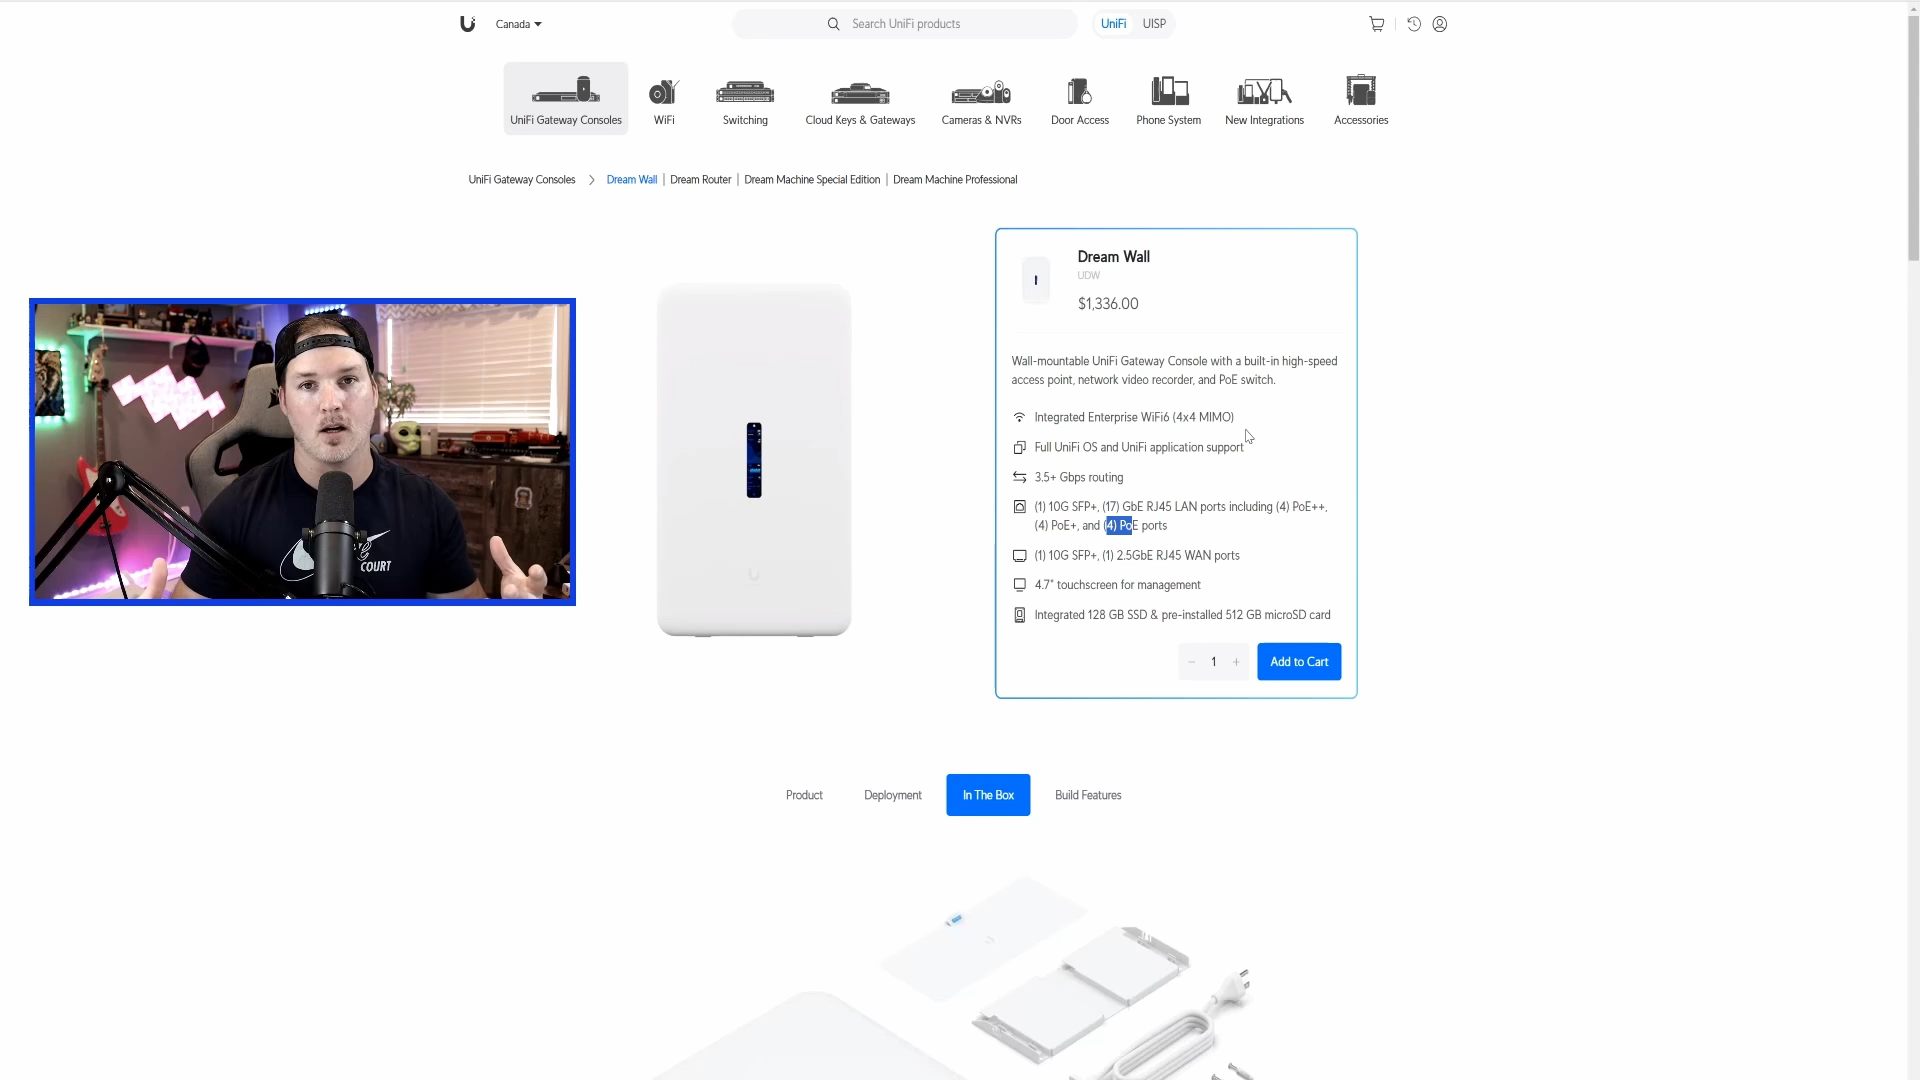 Canada
Search UniFi products
UniFi UISP
UniFi Gateway Consoles
WiFi
Switching
Cloud Keys & Gateways
Cameras & NVRs
Door Access
Phone System
New Integrations
Accessories
UniFi Gateway Consoles > Dream Wall | Dream Router | Dream Machine Special Edition | Dream Machine Professional
Dream Wall
UDW
$1,336.00
Wall-mountable UniFi Gateway Console with a built-in high-speed
access point, network video recorder, and PoE switch.
Integrated Enterprise WiFi6 (4x4 MIMO)
Full UniFi OS and UniFi application support
3.5+ Gbps routing
(1) 10G SFP+, (17) GbE RJ45 LAN ports including (4) PoE++,
(4) PoE+, and (4) PoE ports
(1) 10G SFP+, (1) 2.5GbE RJ45 WAN ports
4.7" touchscreen for management
Integrated 128 GB SSD & pre-installed 512 GB microSD card
− 1 +
Add to Cart
COURT
Product
Deployment
In The Box
Build Features